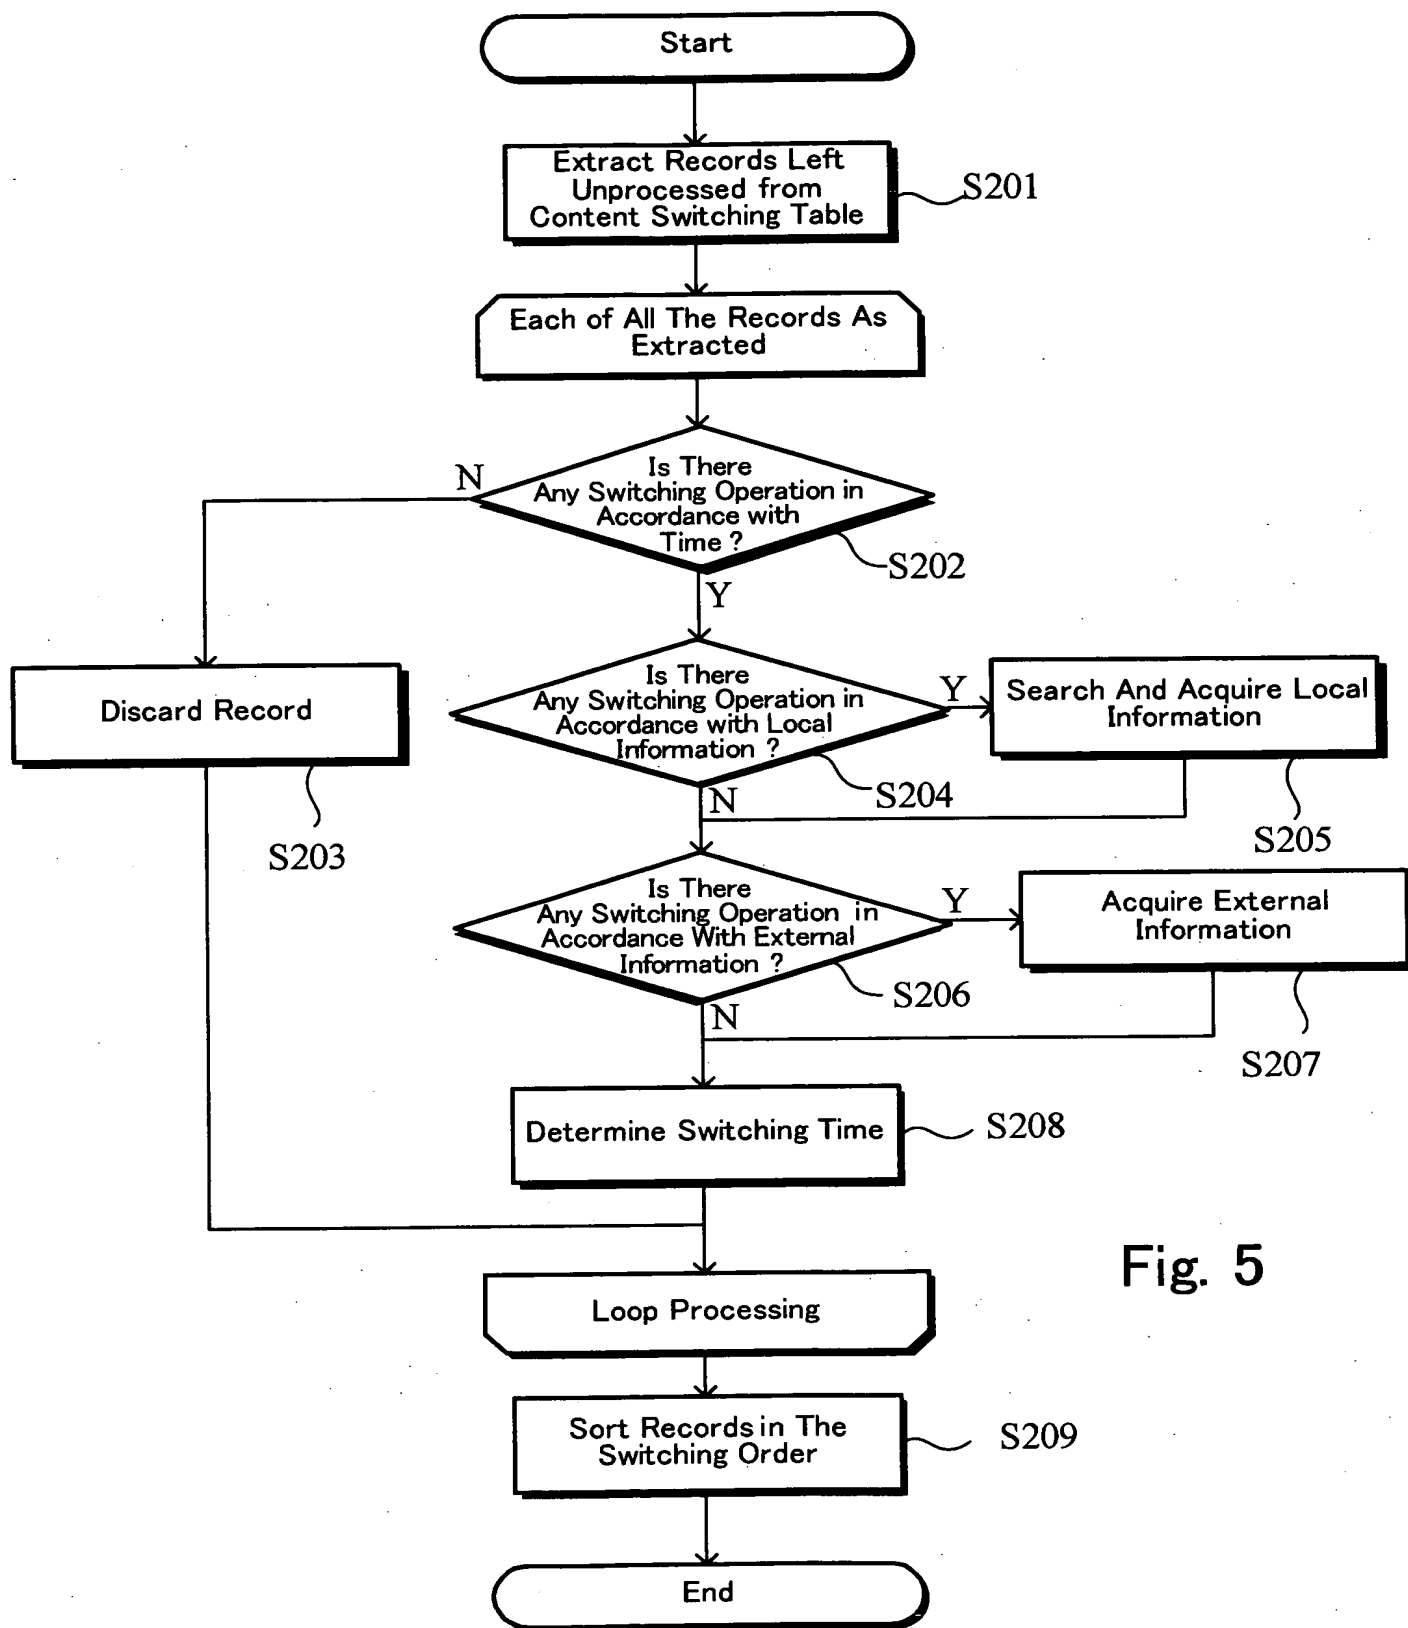 Start
Extract Records Left
Unprocessed from
Content Switching Table
S201
Each of All The Records As
Extracted
N
Is There
Any Switching Operation in
Accordance with
Time ?
S202
Y
Discard Record
S203
Is There
Any Switching Operation in
Accordance with Local
Information ?
S204
Y
Search And Acquire Local
Information
S205
N
Is There
Any Switching Operation in
Accordance With External
Information ?
S206
Y
Acquire External
Information
S207
N
Determine Switching Time
S208
Fig. 5
Loop Processing
Sort Records in The
Switching Order
S209
End